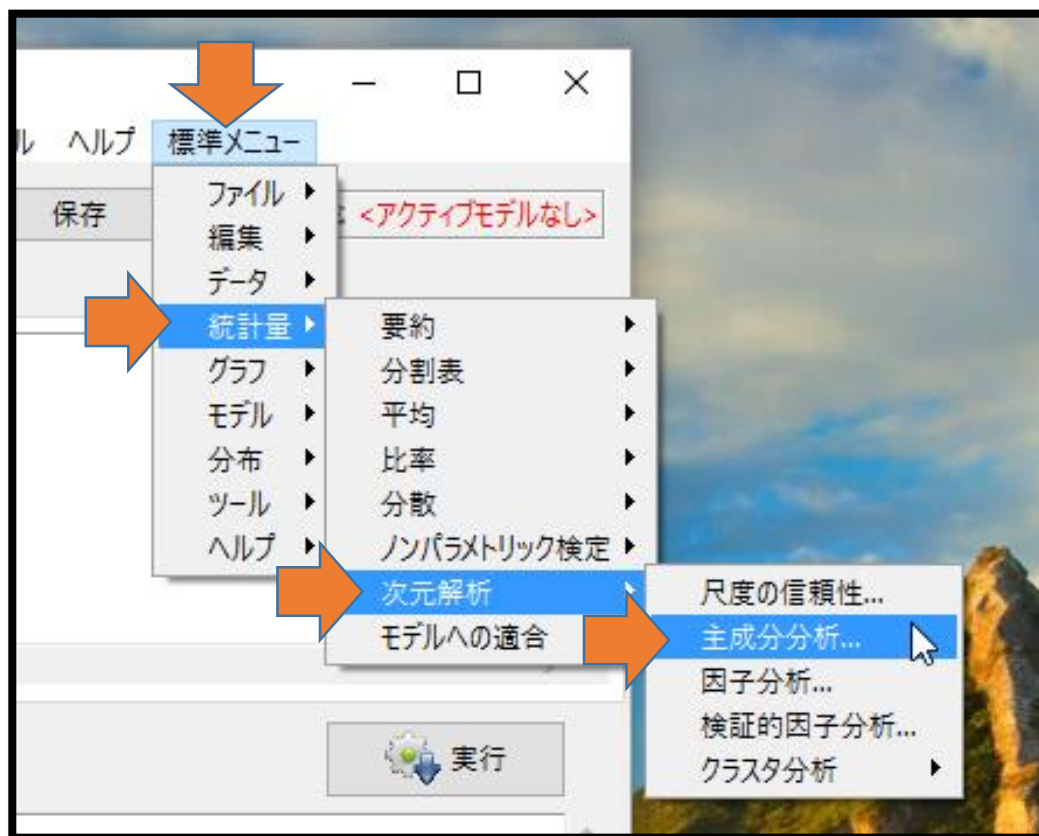 ル ヘルプ 標準メニュー
保存
<アクティブモデルなし>
ファイル
編集
データ
統計量
グラフ
モデル
分布
ツール
ヘルプ
要約
分割表
平均
比率
分散
ノンパラメトリック検定
次元解析
モデルへの適合
尺度の信頼性...
主成分分析...
因子分析...
検証的因子分析...
クラスタ分析
実行